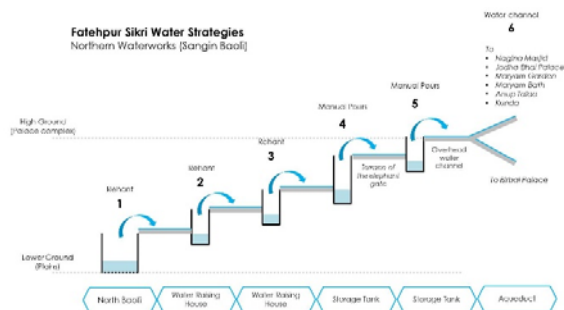 Fatehpur Sikri Water Strategies
Northern Waterworks (Sangin Baoli)
Water channel
6
To
• Nagina Masjid
• Jodha Bhai Palace
• Maryam Garden
• Maryam Bath
• Anup Talao
• Kunda
Manual Pours
5
Manual Pours
4
High Ground
(Palace complex)
Rehant
3
Overhead
water
channel
Terrace of
the elephant
gate
Rehant
2
To Birbal Palace
Rehant
1
Lower Ground
(Plains)
North Baoli
Water Raising
House
Water Raising
House
Storage Tank
Storage Tank
Aqueduct